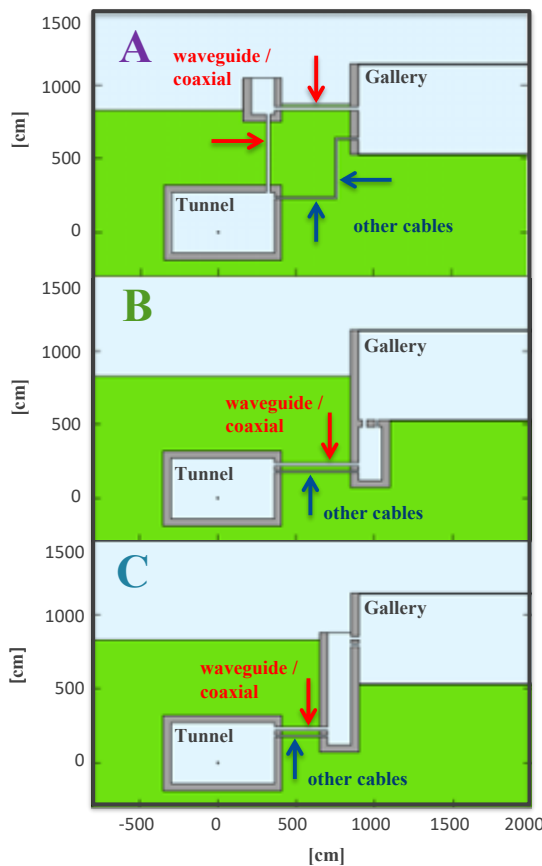 1500
A
waveguide /
coaxial
Gallery
1000
[cm]
500
Tunnel
other cables
0
1500
B
Gallery
1000
[cm]
waveguide /
coaxial
500
Tunnel
other cables
0
1500
C
Gallery
1000
[cm]
waveguide /
coaxial
500
Tunnel
other cables
0
-500 0 500 1000 1500 2000
[cm]